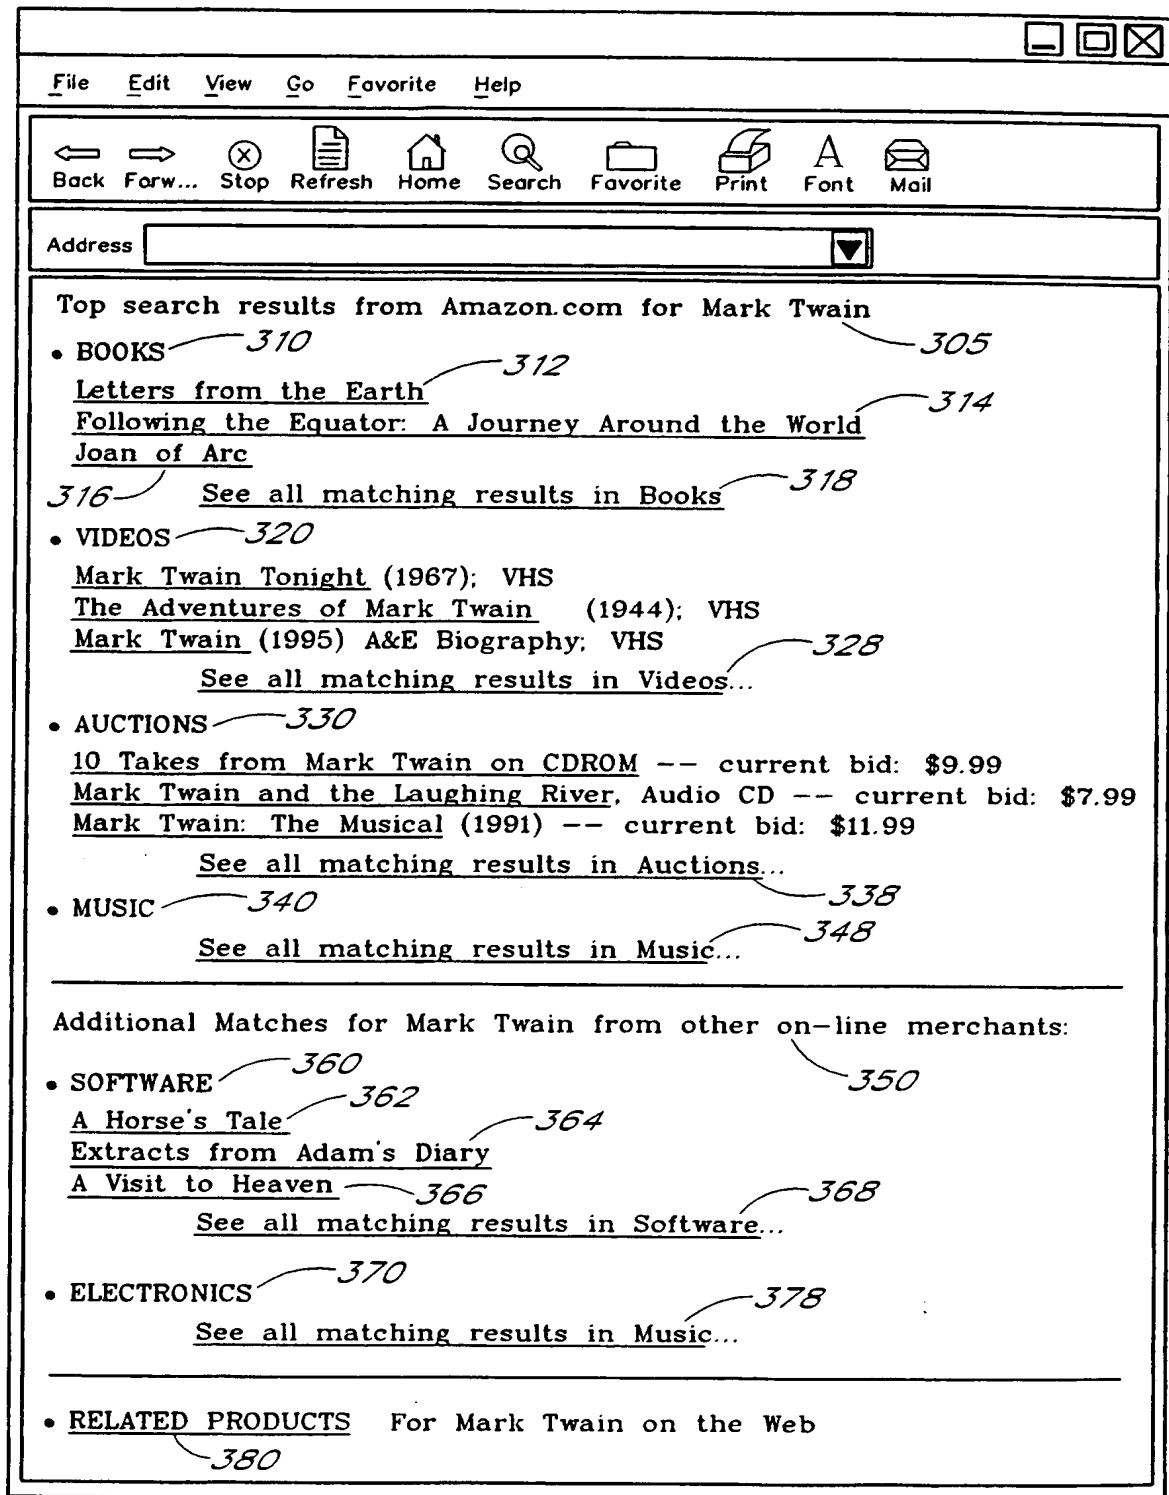 File Edit View Go Favorite Help
Back Forw... Stop Refresh Home Search Favorite Print Font Mail
A
Address
Top search results from Amazon.com for Mark Twain
305
• BOOKS 310
312
Letters from the Earth
314
Following the Equator: A Journey Around the World
Joan of Arc
316 See all matching results in Books 318
• VIDEOS 320
Mark Twain Tonight (1967); VHS
The Adventures of Mark Twain (1944); VHS
Mark Twain (1995) A&E Biography; VHS
328
See all matching results in Videos...
• AUCTIONS 330
10 Takes from Mark Twain on CDROM -- current bid: $9.99
Mark Twain and the Laughing River, Audio CD -- current bid: $7.99
Mark Twain: The Musical (1991) -- current bid: $11.99
See all matching results in Auctions...
338
• MUSIC 340
348
See all matching results in Music...
Additional Matches for Mark Twain from other on-line merchants:
350
360
• SOFTWARE
362
A Horse's Tale
364
Extracts from Adam's Diary
A Visit to Heaven 366
368
See all matching results in Software...
370
• ELECTRONICS
378
See all matching results in Music...
• RELATED PRODUCTS For Mark Twain on the Web
380